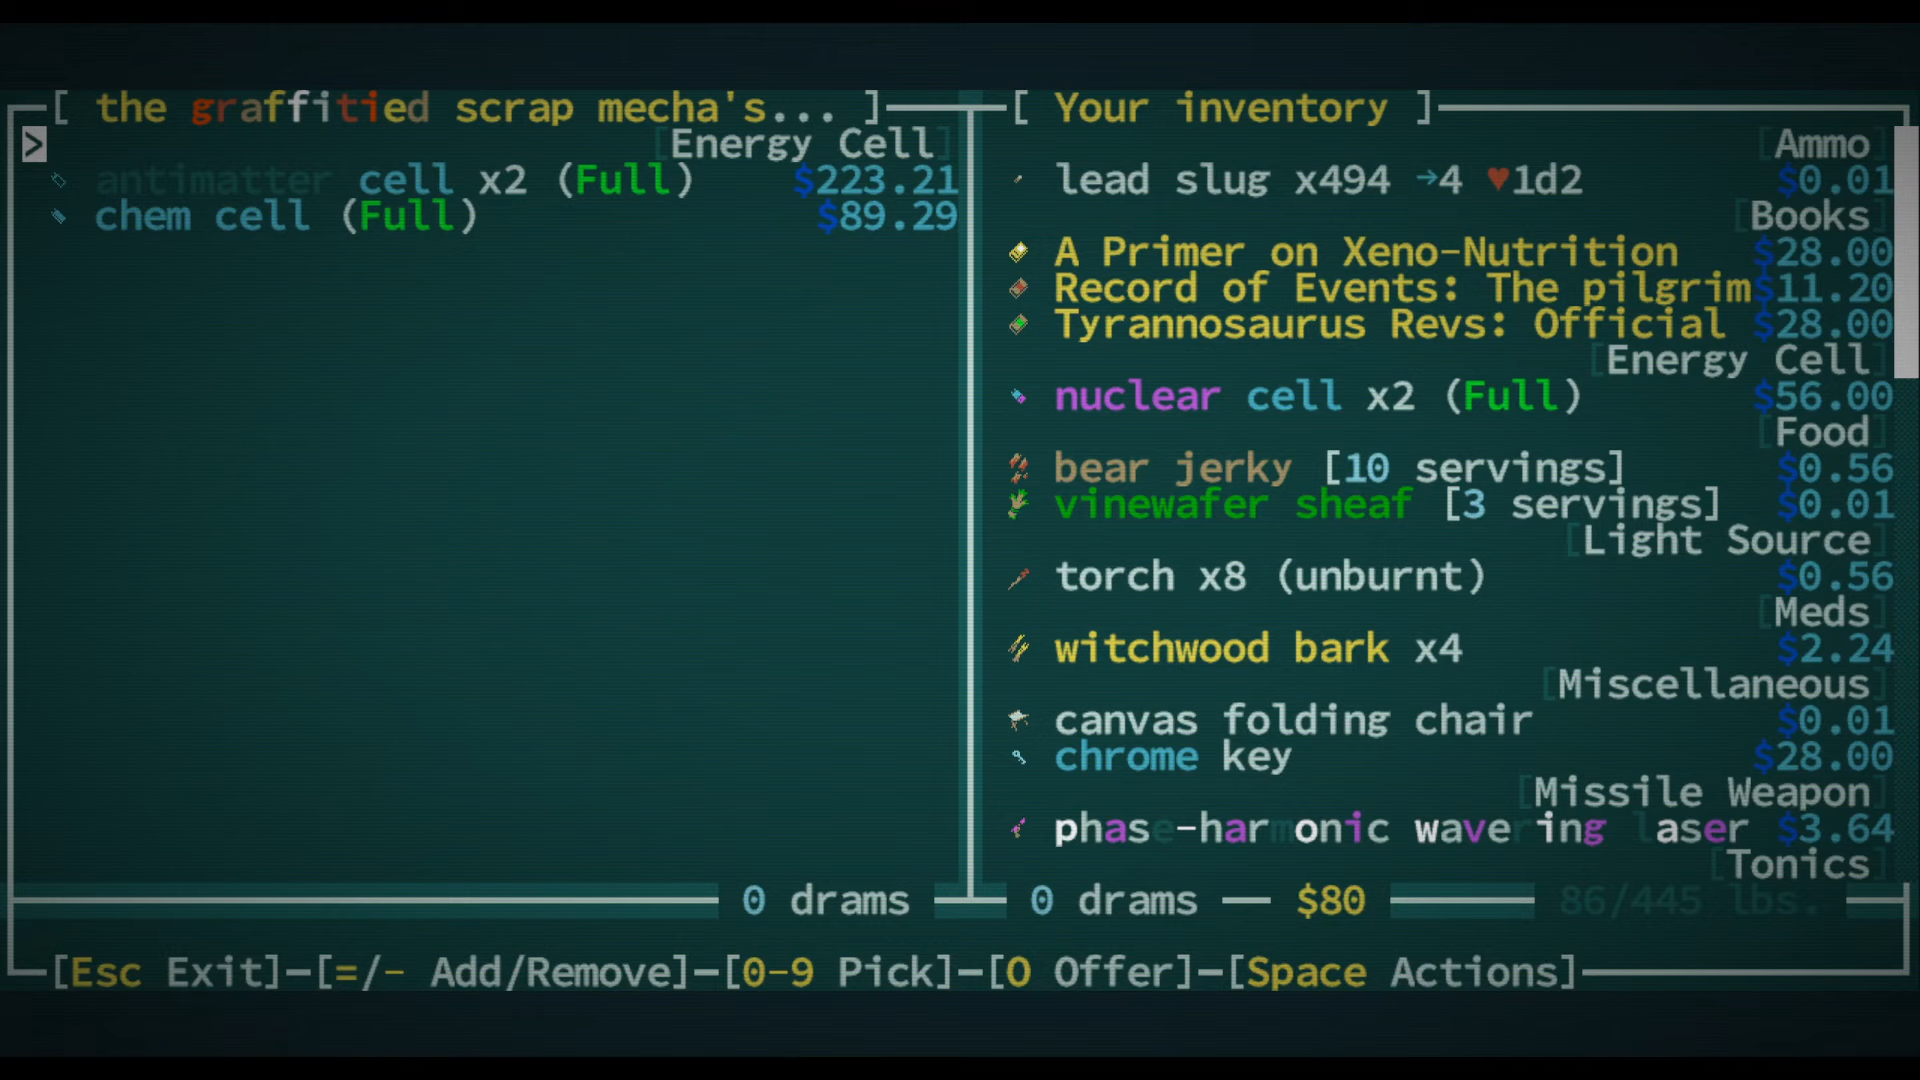 [ the graffitied scrap mecha's... ]
> [Energy Cell]
antimatter cell x2 (Full) $223.21
chem cell (Full) $89.29
0 drams
[ Your inventory ]
[Ammo]
lead slug x494 →4 ♥1d2 $0.01
[Books]
A Primer on Xeno-Nutrition $28.00
Record of Events: The pilgrim $11.20
Tyrannosaurus Revs: Official $28.00
[Energy Cell]
nuclear cell x2 (Full) $56.00
[Food]
bear jerky [10 servings] $0.56
vinewafer sheaf [3 servings] $0.01
[Light Source]
torch x8 (unburnt) $0.56
[Meds]
witchwood bark x4 $2.24
[Miscellaneous]
canvas folding chair $0.01
chrome key $28.00
[Missile Weapon]
phase-harmonic wavering laser $3.64
[Tonics]
0 drams — $80 86/445 lbs.
[Esc Exit]—[=/- Add/Remove]—[0-9 Pick]—[O Offer]—[Space Actions]